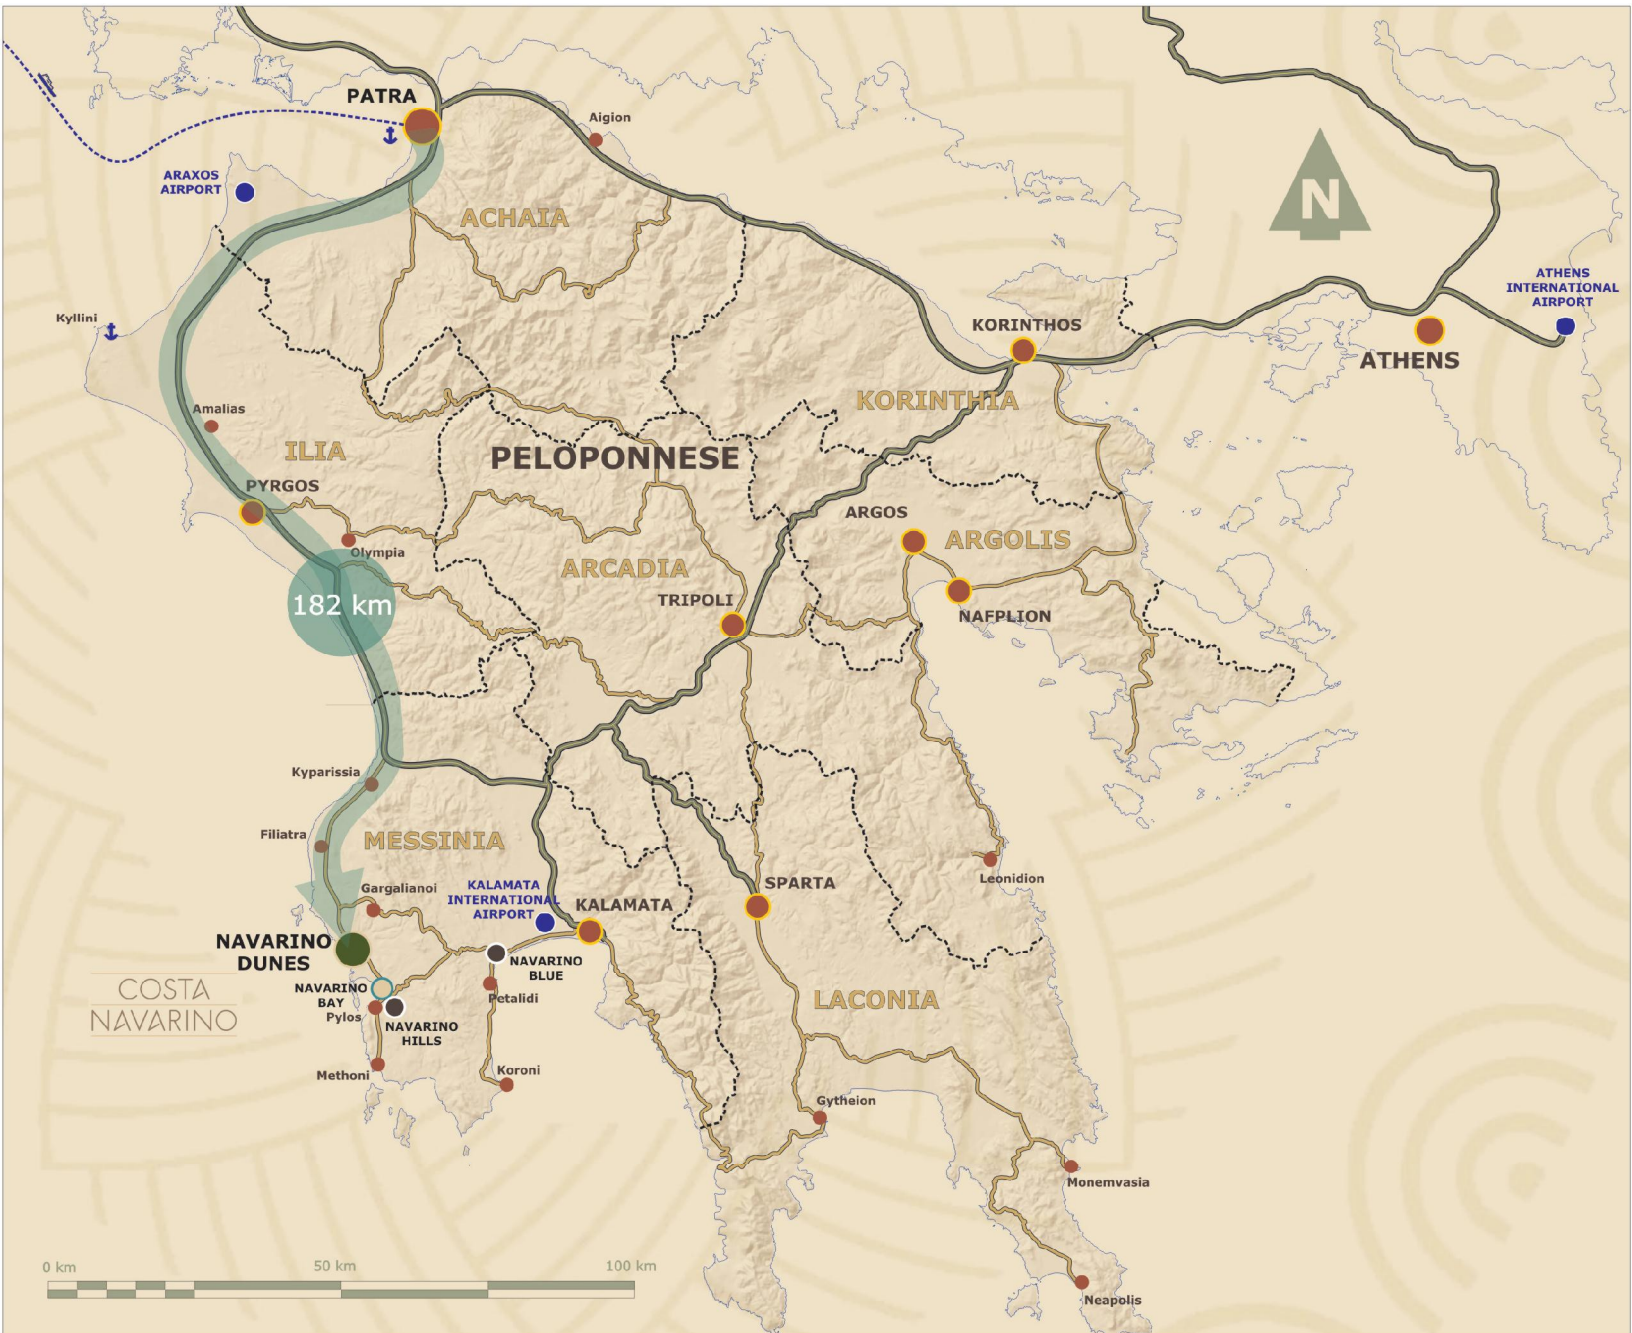 PATRA
Aigion
ARAXOS
AIRPORT
ACHAIA
N
ATHENS
INTERNATIONAL
AIRPORT
Kyllini
KORINTHOS
ATHENS
Amalias
KORINTHIA
ILIA
PELOPONNESE
PYRGOS
ARGOS
Olympia
ARCADIA
ARGOLIS
182 km
TRIPOLI
NAFPLION
Kyparissia
Filiatra
MESSINIA
Gargalianoi
KALAMATA
INTERNATIONAL
AIRPORT
KALAMATA
SPARTA
Leonidion
NAVARINO
DUNES
NAVARINO
BLUE
COSTA
NAVARINO
NAVARINO
BAY
Pylos
Petalidi
NAVARINO
HILLS
LACONIA
Methoni
Koroni
Gytheion
Monemvasia
0 km
50 km
100 km
Neapolis